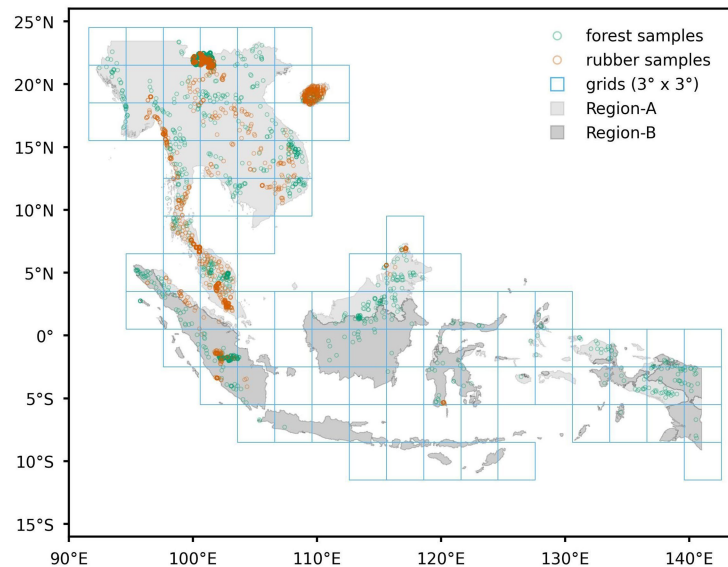 25°N
20°N
15°N
10°N
5°N
0°
5°S
10°S
15°S
90°E 100°E 110°E 120°E 130°E 140°E
forest samples
rubber samples
grids (3° x 3°)
Region-A
Region-B